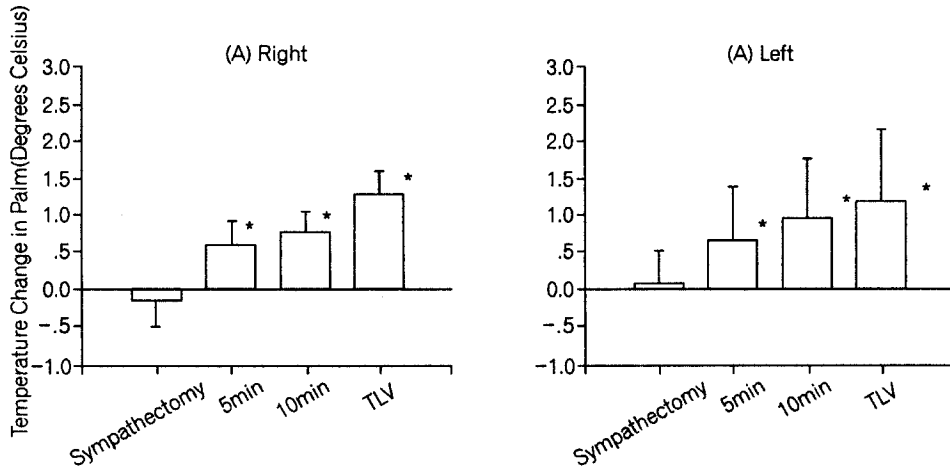 Temperature Change in Palm(Degrees Celsius)
(A) Right
3.0
2.5
2.0
1.5
1.0
.5
0.0
-.5
-1.0
*
*
*
Sympathectomy
5min
10min
TLV
(A) Left
3.0
2.5
2.0
1.5
1.0
.5
0.0
-.5
-1.0
*
*
*
Sympathectomy
5min
10min
TLV